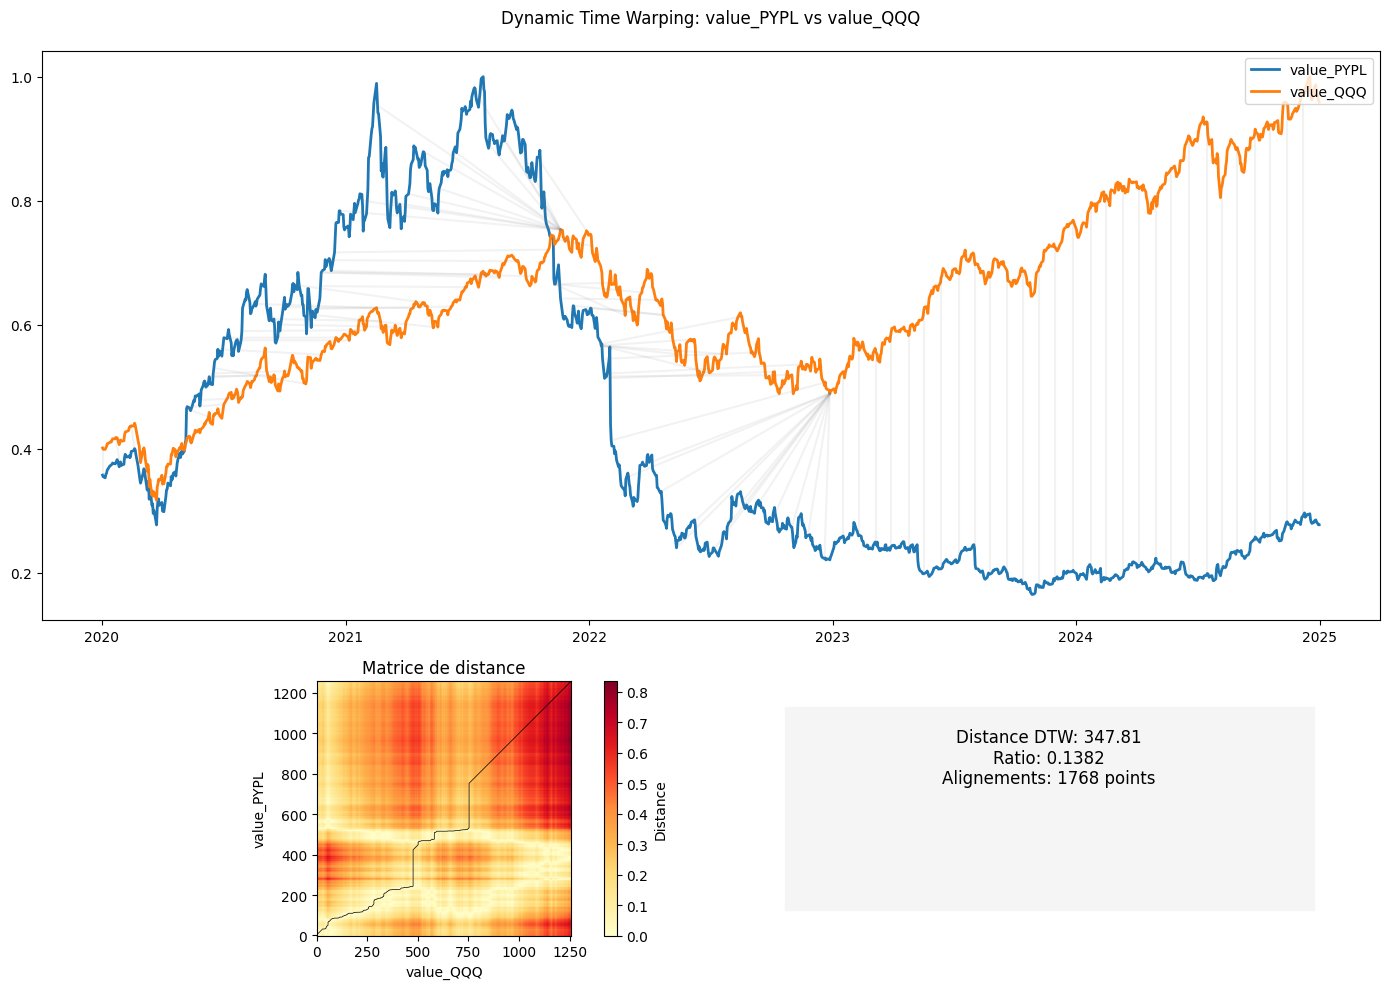 Dynamic Time Warping: value_PYPL vs value_QQQ
value_PYPL
value_QQQ
1.0
0.8
0.6
0.4
0.2
2020 2021 2022 2023 2024 2025
Matrice de distance
value_PYPL
1200
1000
800
600
400
200
0
0 250 500 750 1000 1250
value_QQQ
0.8
0.7
0.6
0.5
0.4
0.3
0.2
0.1
0.0
Distance
Distance DTW: 347.81
Ratio: 0.1382
Alignements: 1768 points